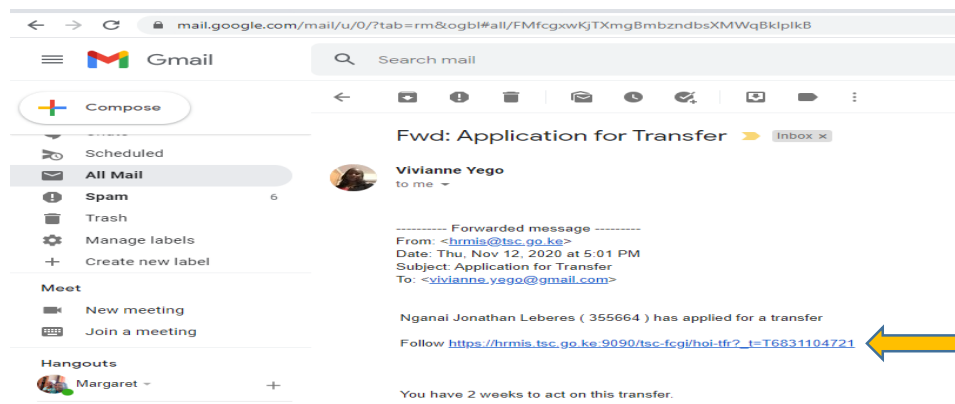 mail.google.com/mail/u/0/?tab=rm&ogbl#all/FMfcgxwKjTXmgBmbzndbsXMWqBklplkB
Gmail
Search mail
Compose
Scheduled
All Mail
Spam 6
Trash
Manage labels
Create new label
Meet
New meeting
Join a meeting
Hangouts
Margaret
Fwd: Application for Transfer Inbox x
Vivianne Yego
to me
---------- Forwarded message ---------
From: <hrmis@tsc.go.ke>
Date: Thu, Nov 12, 2020 at 5:01 PM
Subject: Application for Transfer
To: <vivianne.yego@gmail.com>
Nganai Jonathan Leberes ( 355664 ) has applied for a transfer
Follow https://hrmis.tsc.go.ke:9090/tsc-fcgi/hoi-tfr?_t=T6831104721
You have 2 weeks to act on this transfer.